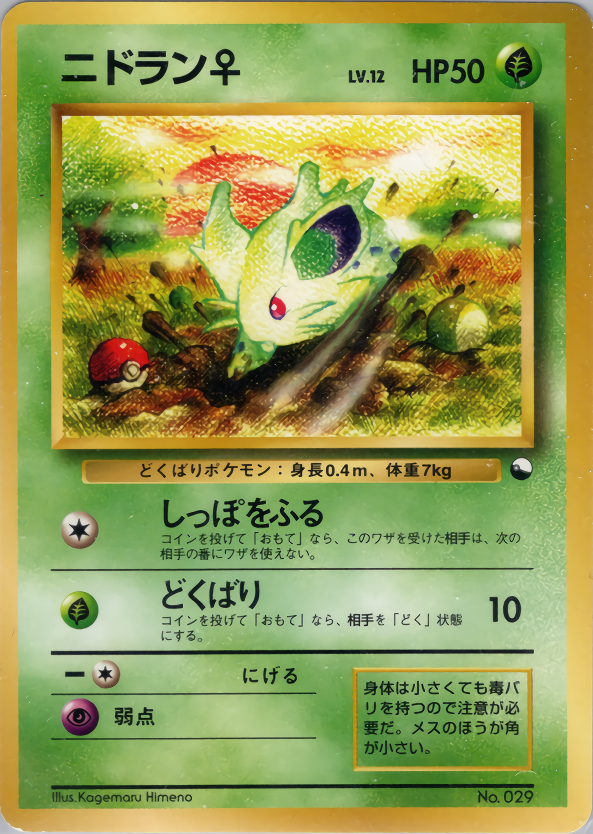 ニドラン♀ LV.12 HP50
どくばりポケモン：身長0.4m、体重7kg
しっぽをふる
コインを投げて「おもて」なら、このワザを受けた相手は、次の
相手の番にワザを使えない。
どくばり 10
コインを投げて「おもて」なら、相手を「どく」状態
にする。
にげる
弱点
身体は小さくても毒バ
リを持つので注意が必
要だ。メスのほうが角
が小さい。
Illus.Kagemaru Himeno No.029